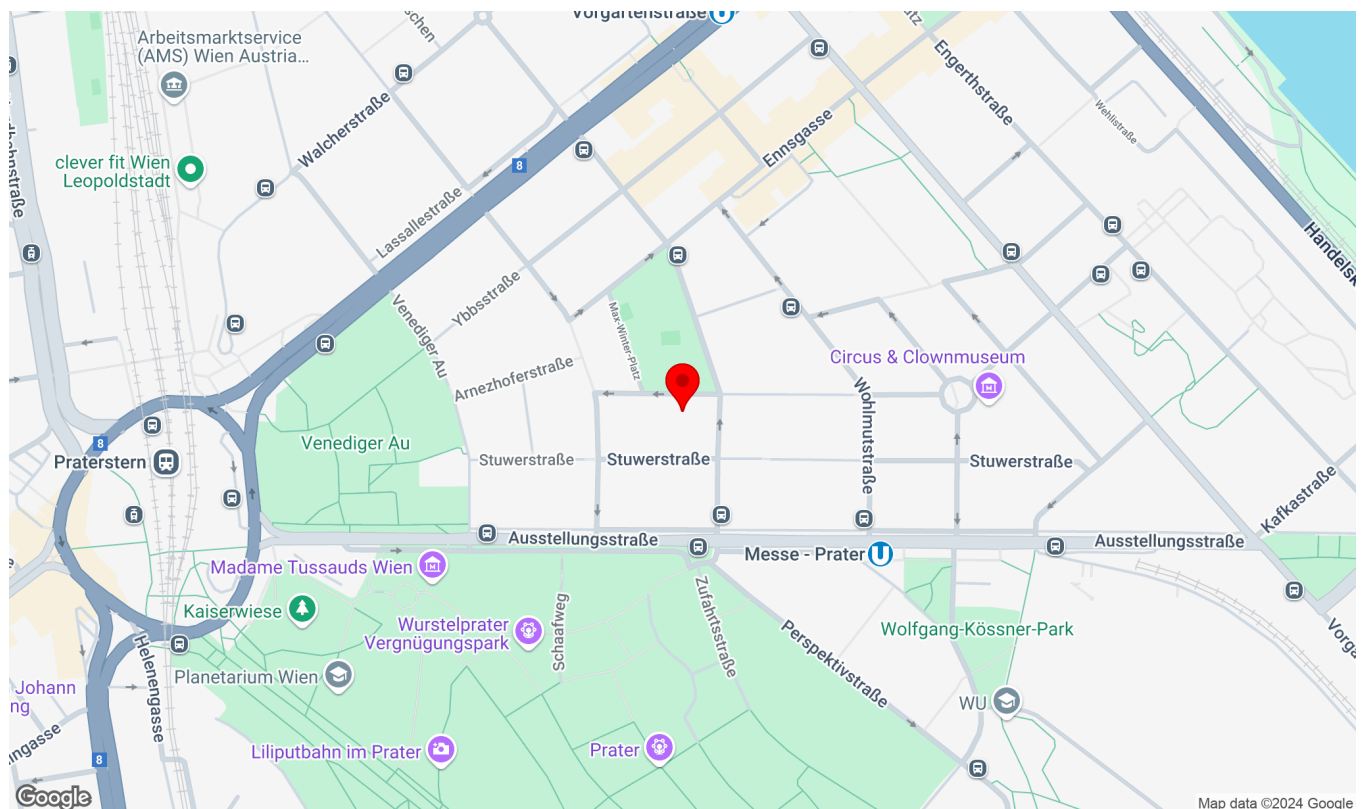 Vorgartenstraße
Arbeitsmarktservice
(AMS) Wien Austria…
Engerthstraße
Wehlistraße
Walcherstraße
Ennsgasse
clever fit Wien
Leopoldstadt
8
Lassallestraße
Handelsk
Ybbsstraße
Venediger Au
Max-Winter-Platz
Arnezhoferstraße
Circus & Clownmuseum
Wohlmutstraße
Venediger Au
8
Praterstern
Stuwerstraße
Stuwerstraße
Stuwerstraße
Kafkastraße
Ausstellungsstraße
Ausstellungsstraße
Messe - Prater
Madame Tussauds Wien
Zufahrtsstraße
Kaiserwiese
Wurstelprater
Vergnügungspark
Schaafweg
Perspektivstraße
Wolfgang-Kössner-Park
Vorga
Helenengasse
Planetarium Wien
Johann
ng
WU
ngasse
Liliputbahn im Prater
Prater
8
Google
Map data ©2024 Google